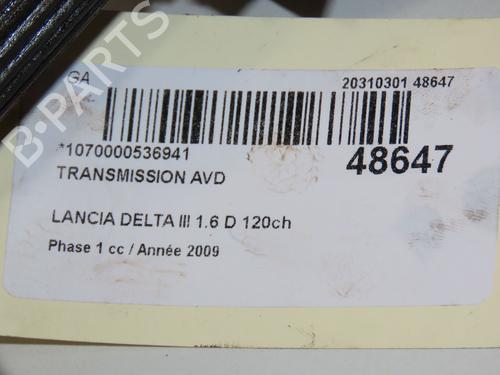 GA
20310301 48647
*1070000536941
48647
TRANSMISSION AVD
LANCIA DELTA III 1.6 D 120ch
Phase 1 cc / Année 2009
B-PARTS